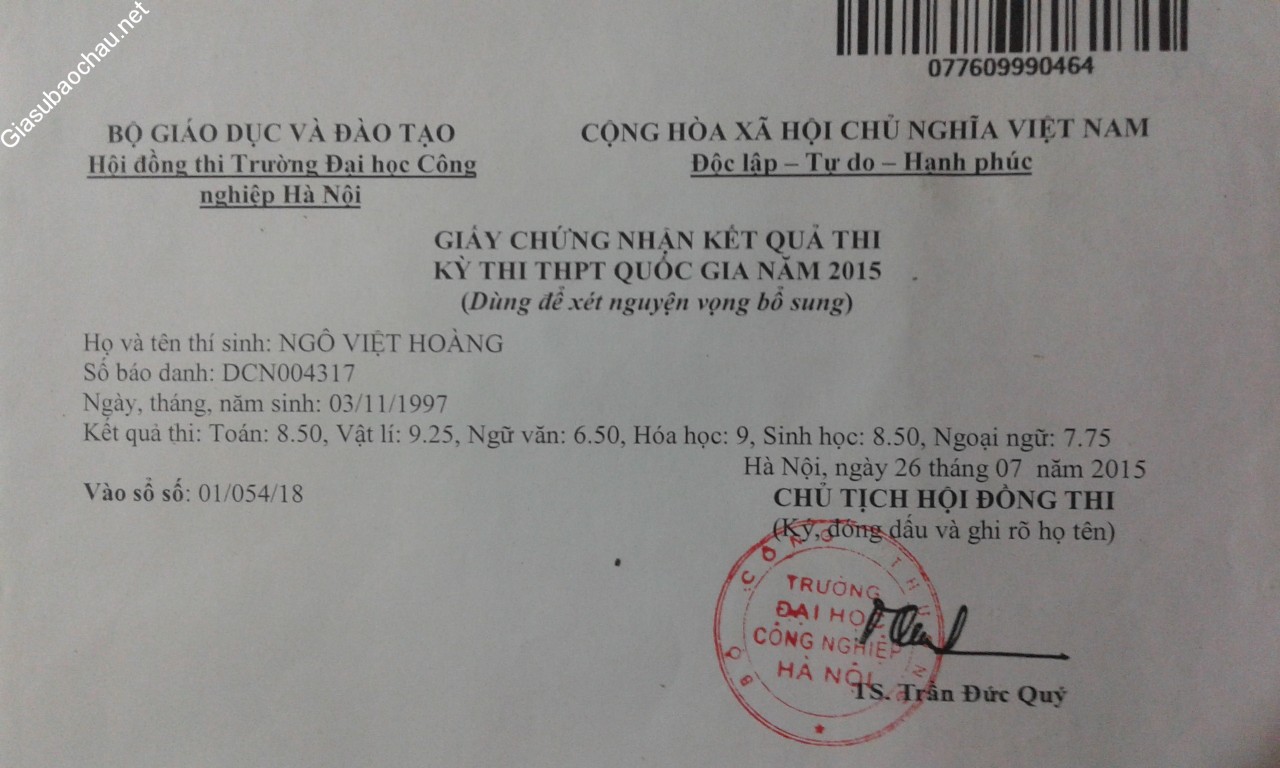 Giasubaochau.net
077609990464
BỘ GIÁO DỤC VÀ ĐÀO TẠO
Hội đồng thi Trường Đại học Công
nghiệp Hà Nội
CỘNG HÒA XÃ HỘI CHỦ NGHĨA VIỆT NAM
Độc lập – Tự do – Hạnh phúc
GIẤY CHỨNG NHẬN KẾT QUẢ THI
KỲ THI THPT QUỐC GIA NĂM 2015
(Dùng để xét nguyện vọng bổ sung)
Họ và tên thí sinh: NGÔ VIỆT HOÀNG
Số báo danh: DCN004317
Ngày, tháng, năm sinh: 03/11/1997
Kết quả thi: Toán: 8.50, Vật lí: 9.25, Ngữ văn: 6.50, Hóa học: 9, Sinh học: 8.50, Ngoại ngữ: 7.75
Hà Nội, ngày 26 tháng 07 năm 2015
Vào sổ số: 01/054/18
CHỦ TỊCH HỘI ĐỒNG THI
(Ký, đóng dấu và ghi rõ họ tên)
BỘ CÔNG THƯƠNG
TRƯỜNG
ĐẠI HỌC
CÔNG NGHIỆP
HÀ NỘI
TS. Trần Đức Quý